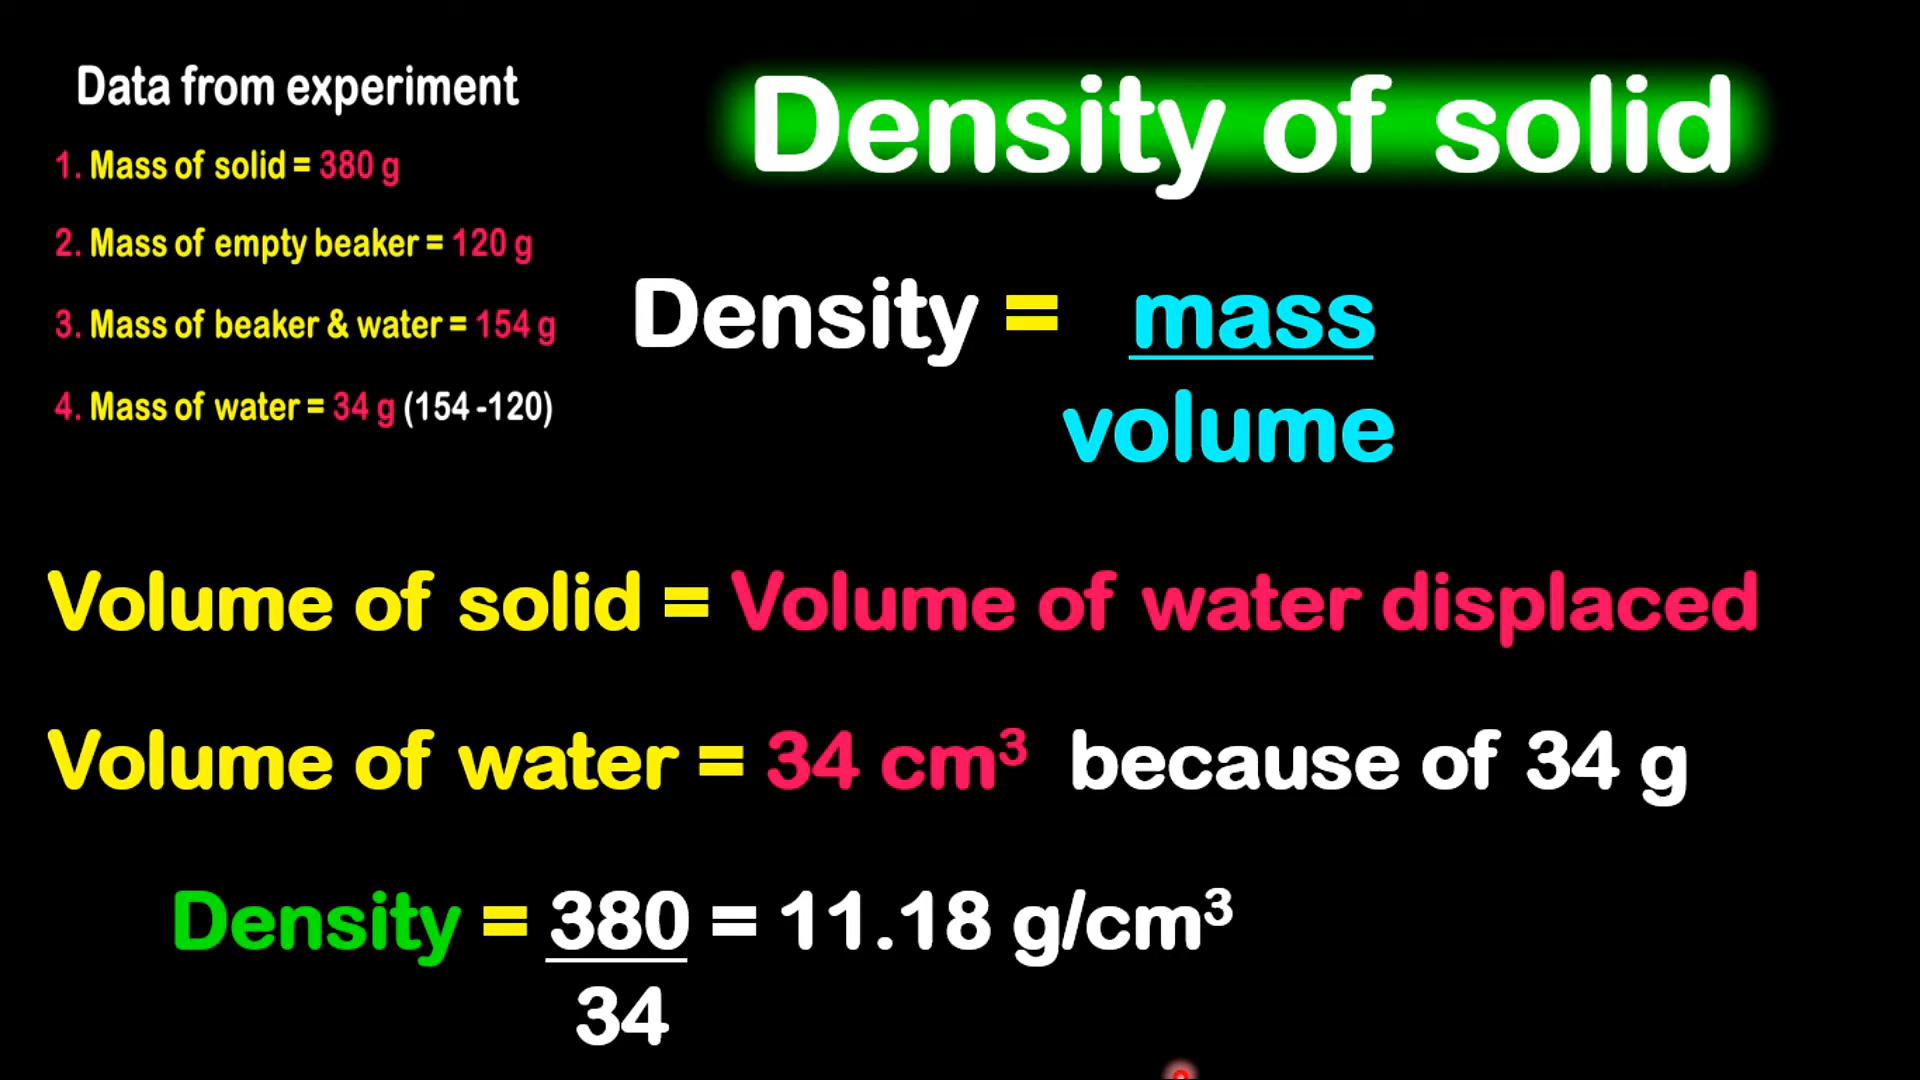 Data from experiment
1. Mass of solid = 380 g
2. Mass of empty beaker = 120 g
3. Mass of beaker & water = 154 g
4. Mass of water = 34 g (154 -120)
Density of solid
Density = mass
volume
Volume of solid = Volume of water displaced
Volume of water = 34 cm³ because of 34 g
Density = 380 = 11.18 g/cm³
34